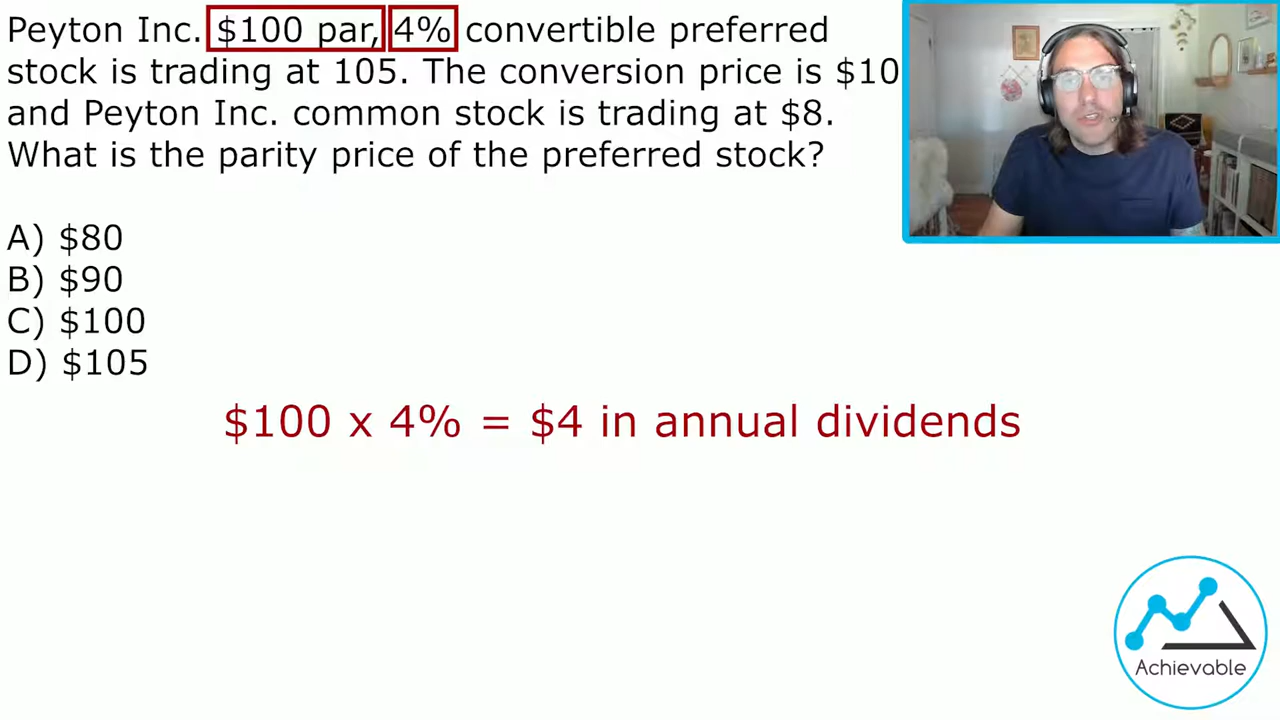 Peyton Inc. $100 par, 4% convertible preferred
stock is trading at 105. The conversion price is $10
and Peyton Inc. common stock is trading at $8.
What is the parity price of the preferred stock?
A) $80
B) $90
C) $100
D) $105
$100 x 4% = $4 in annual dividends
Achievable